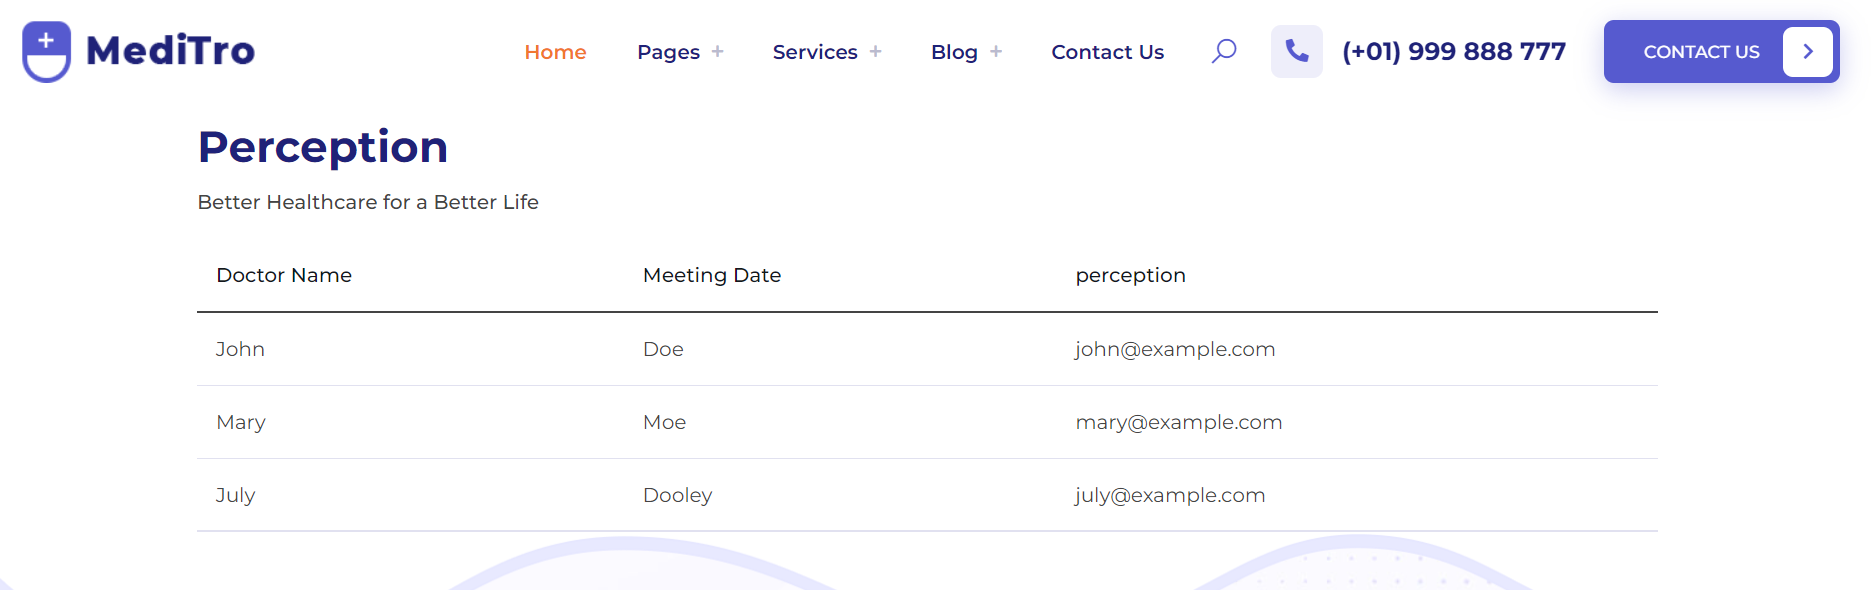 MediTro
Home Pages + Services + Blog + Contact Us (+01) 999 888 777 CONTACT US
Perception
Better Healthcare for a Better Life
Doctor Name Meeting Date perception
John Doe john@example.com
Mary Moe mary@example.com
July Dooley july@example.com